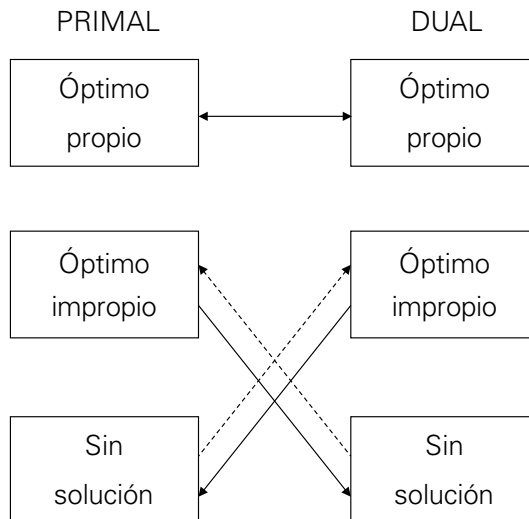 PRIMAL
DUAL
Óptimo
propio
Óptimo
propio
Óptimo
impropio
Óptimo
impropio
Sin
solución
Sin
solución